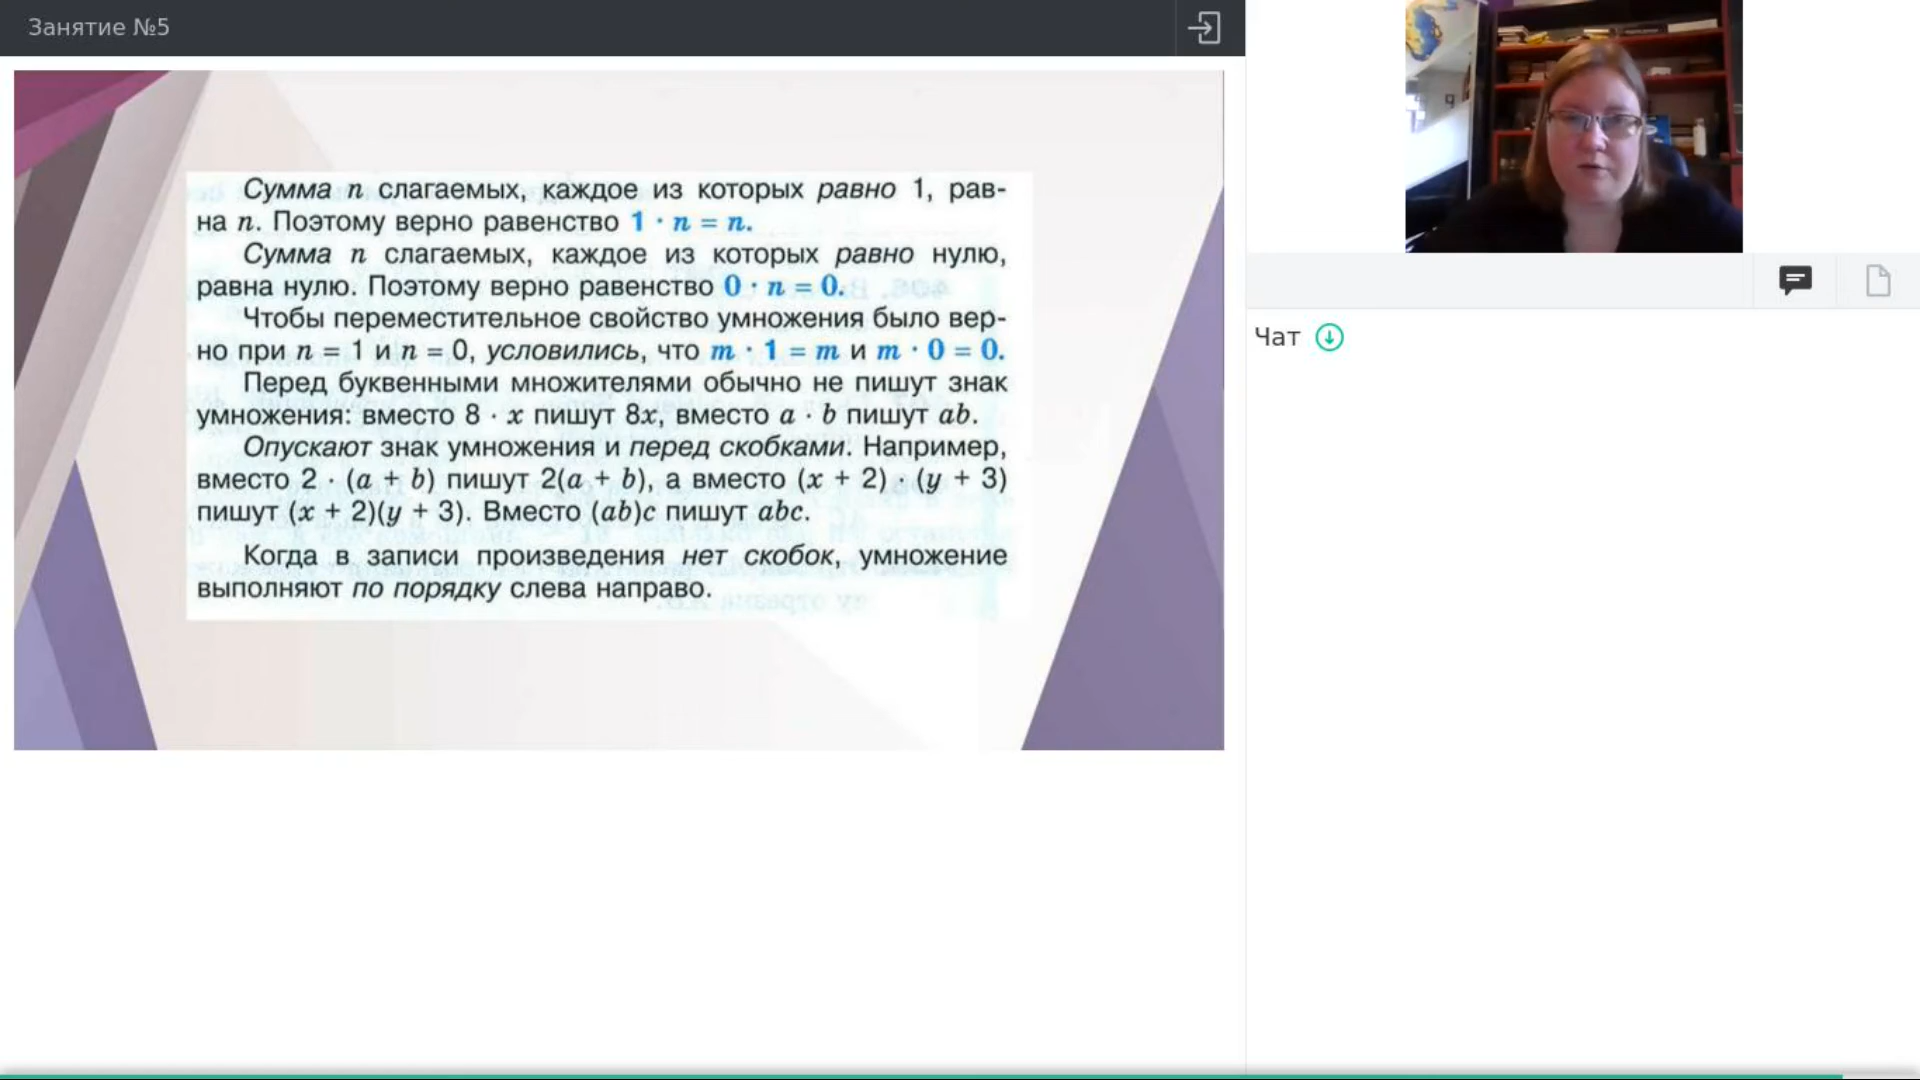 Занятие №5
Сумма n слагаемых, каждое из которых равно 1, рав-
на n. Поэтому верно равенство 1 · n = n.
Сумма n слагаемых, каждое из которых равно нулю,
равна нулю. Поэтому верно равенство 0 · n = 0.
Чтобы переместительное свойство умножения было вер-
но при n = 1 и n = 0, условились, что m · 1 = m и m · 0 = 0.
Перед буквенными множителями обычно не пишут знак
умножения: вместо 8 · x пишут 8x, вместо a · b пишут ab.
Опускают знак умножения и перед скобками. Например,
вместо 2 · (a + b) пишут 2(a + b), а вместо (x + 2) · (y + 3)
пишут (x + 2)(y + 3). Вместо (ab)c пишут abc.
Когда в записи произведения нет скобок, умножение
выполняют по порядку слева направо.
Чат